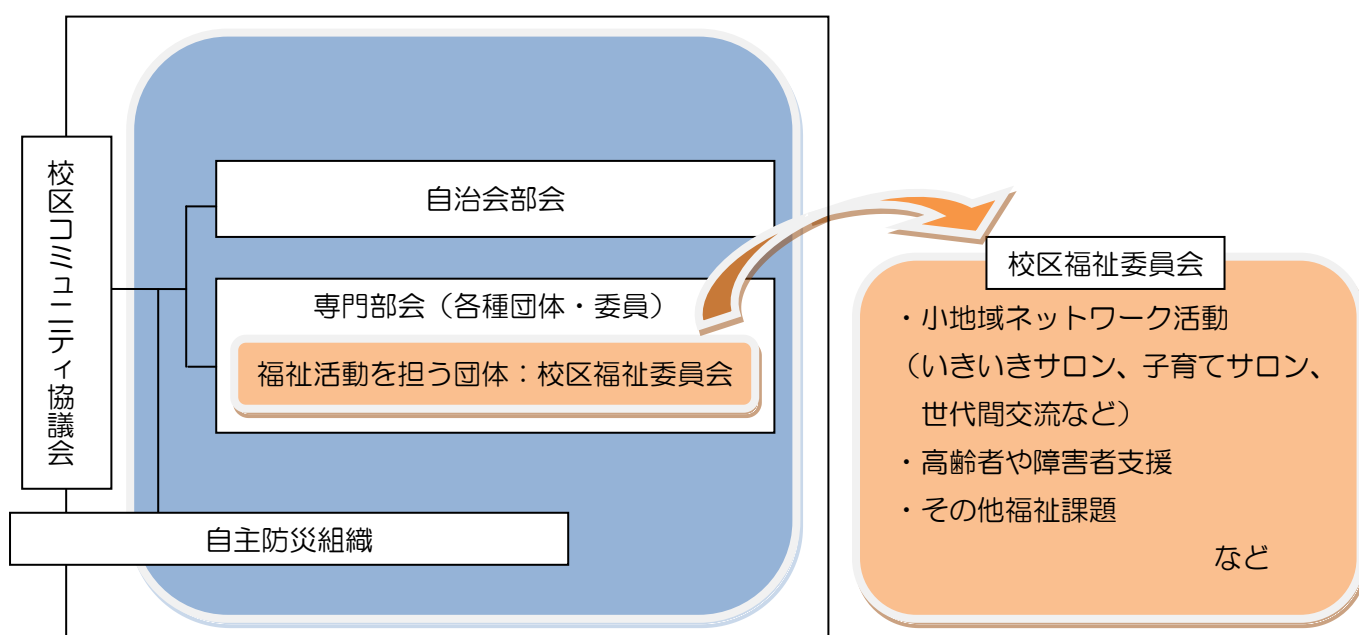 校区コミュニティ協議会
自治会部会
専門部会（各種団体・委員）
福祉活動を担う団体：校区福祉委員会
自主防災組織
校区福祉委員会
・小地域ネットワーク活動
（いきいきサロン、子育てサロン、
世代間交流など）
・高齢者や障害者支援
・その他福祉課題
など